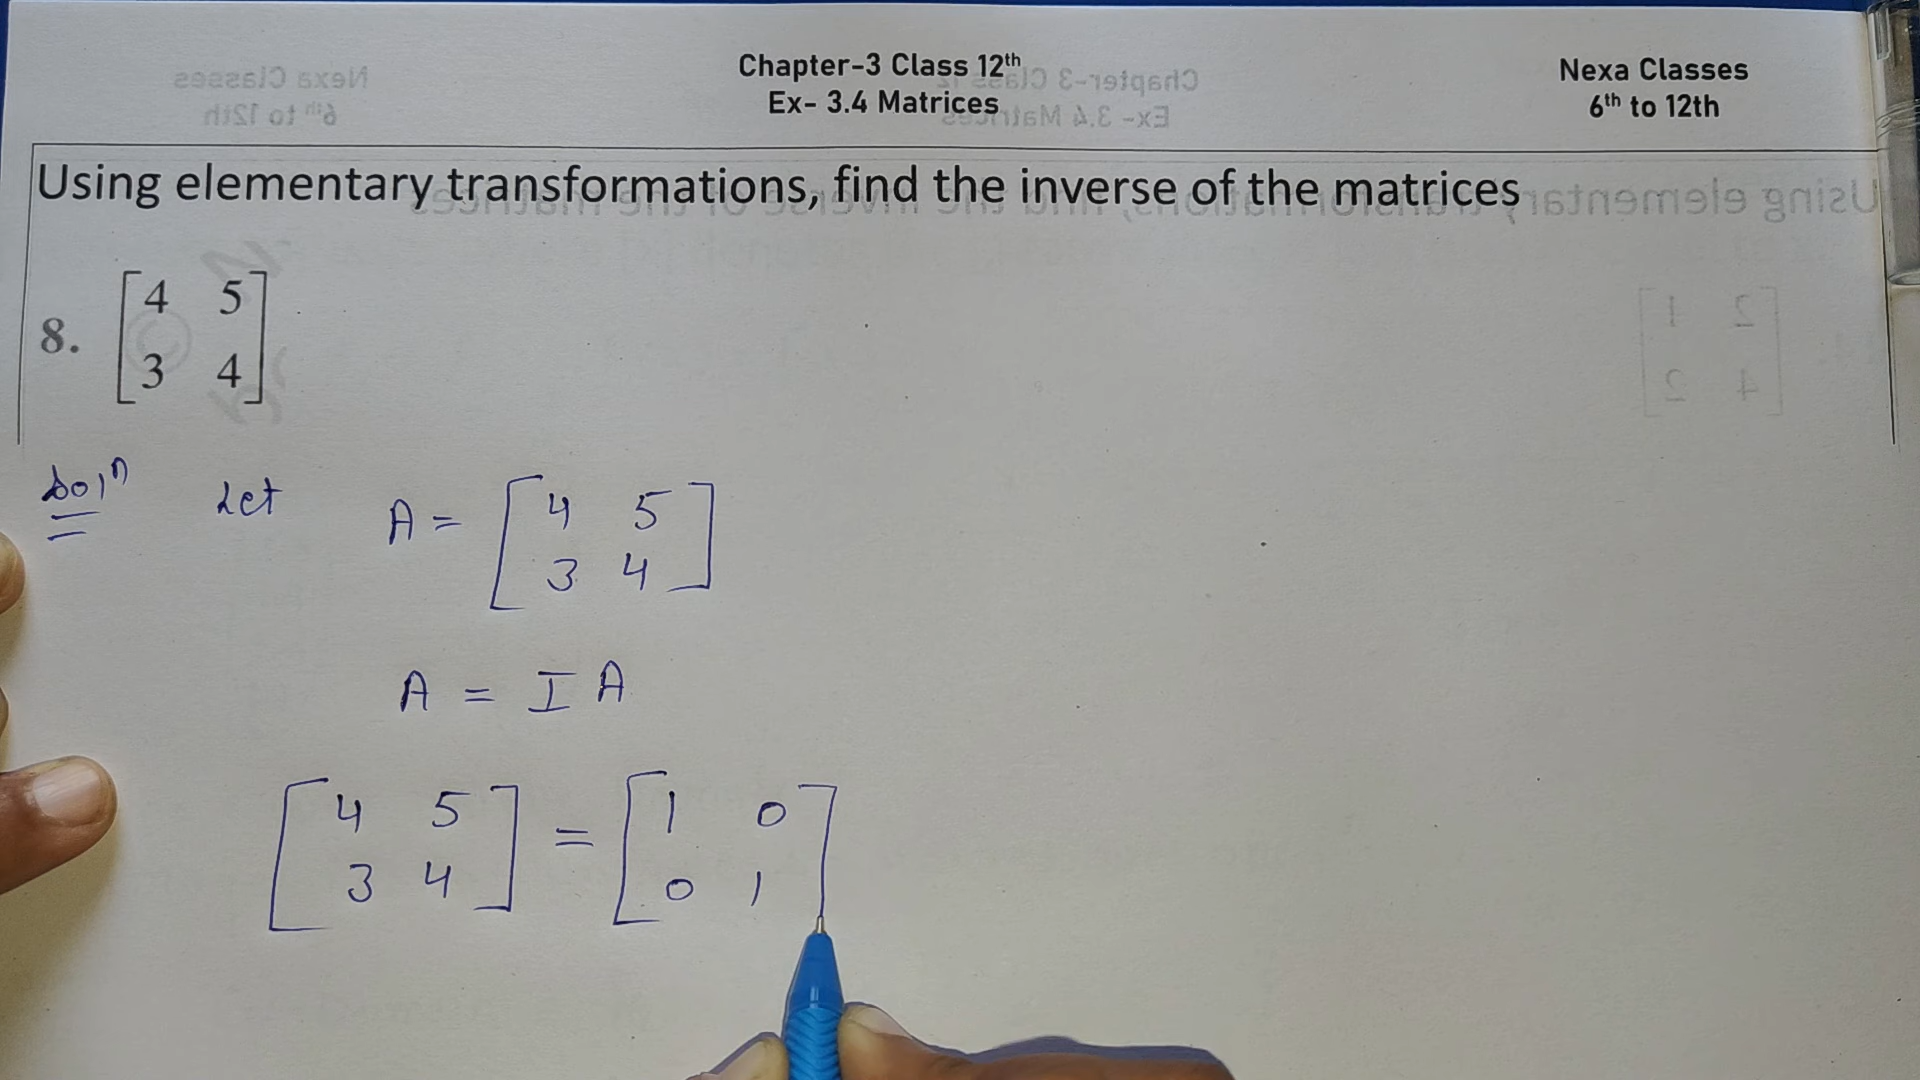 Chapter-3 Class 12th
Ex- 3.4 Matrices
Nexa Classes
6th to 12th
Using elementary transformations, find the inverse of the matrices
8. [4 5
3 4]
Solⁿ Let A = [4 5
3 4]
A = I A
[4 5
3 4] = [1 0
0 1]